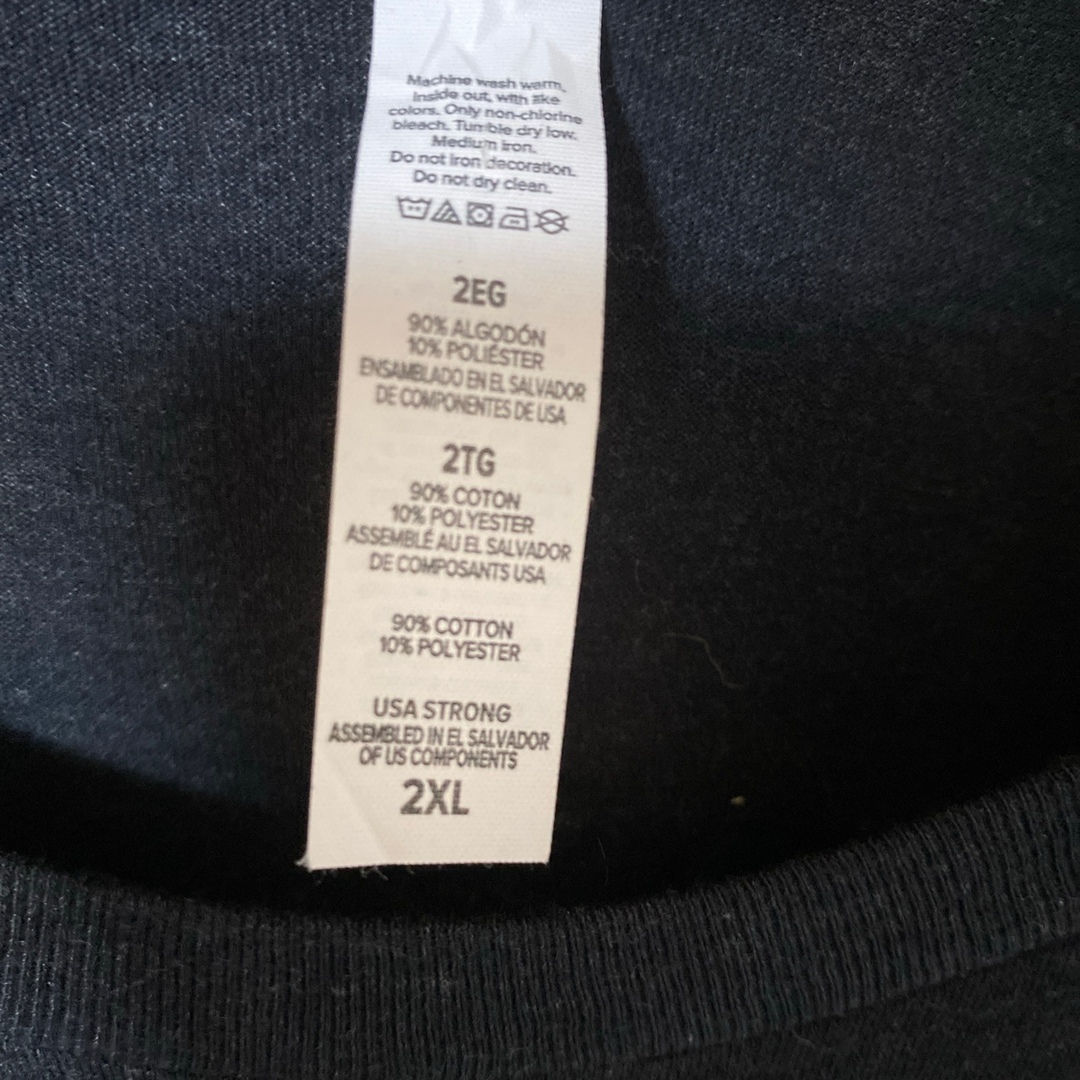 Machine wash warm,
inside out, with like
colors. Only non-chlorine
bleach. Tumble dry low.
Medium iron.
Do not iron decoration.
Do not dry clean.
2EG
90% ALGODÓN
10% POLIÉSTER
ENSAMBLADO EN EL SALVADOR
DE COMPONENTES DE USA
2TG
90% COTON
10% POLYESTER
ASSEMBLÉ AU EL SALVADOR
DE COMPOSANTS USA
90% COTTON
10% POLYESTER
USA STRONG
ASSEMBLED IN EL SALVADOR
OF US COMPONENTS
2XL